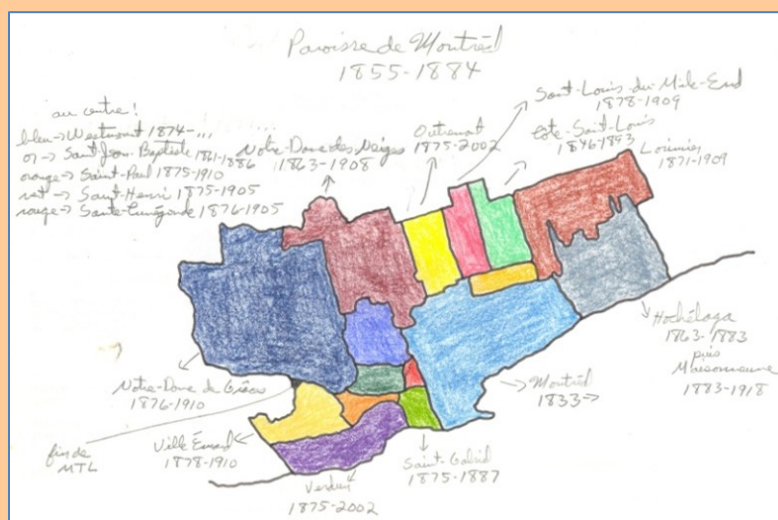 Paroisse de Montréal
1855-1884
au centre:
bleu → Westmount 1874-...
or → Saint Jean-Baptiste 1861-1886
orange → Saint-Paul 1875-1910
vert → Saint-Henri 1875-1905
rouge → Sainte-Cunégonde 1876-1905
Notre-Dame des Neiges
1863-1908
Outremont
1875-2002
Saint-Louis-du-Mile-End
1878-1909
Côte-Saint-Louis
1846-1893
Lorimier
1871-1909
Hochélaga
1863-1883
puis
Maisonneuve
1883-1918
Montréal
1833→
Notre-Dame de Grâces
1876-1910
fin de
MTL
Ville Émard
1878-1910
Verdun
1875-2002
Saint-Gabriel
1875-1887